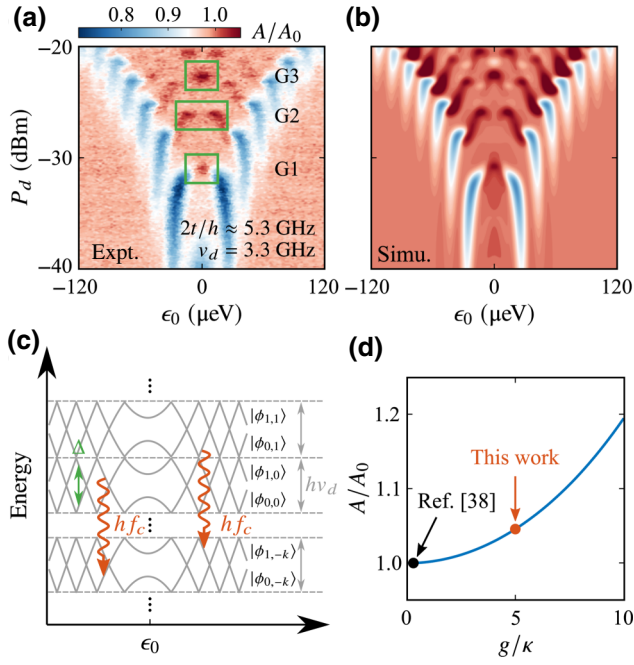 (a)
0.8 0.9 1.0
A/A₀
(b)
−20
−30
−40
P_d (dBm)
G3
G2
G1
2t/h ≈ 5.3 GHz
ν_d = 3.3 GHz
Expt.
−120 0 120
ϵ₀ (µeV)
Simu.
−120 0 120
ϵ₀ (µeV)
(c)
Energy
ϵ₀
Δ
hf_c
hf_c
|ϕ₁,₁⟩
|ϕ₀,₁⟩
|ϕ₁,₀⟩
|ϕ₀,₀⟩
hν_d
|ϕ₁,₋ₖ⟩
|ϕ₀,₋ₖ⟩
(d)
1.2
1.1
1.0
A/A₀
This work
Ref. [38]
0 5 10
g/κ